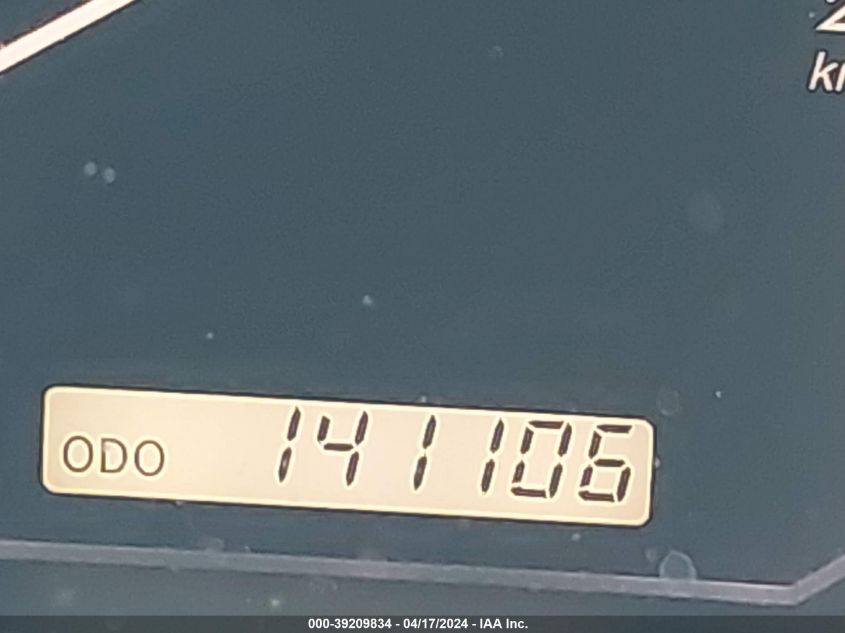 ODO 141106
000-39209834 - 04/17/2024 - IAA Inc.